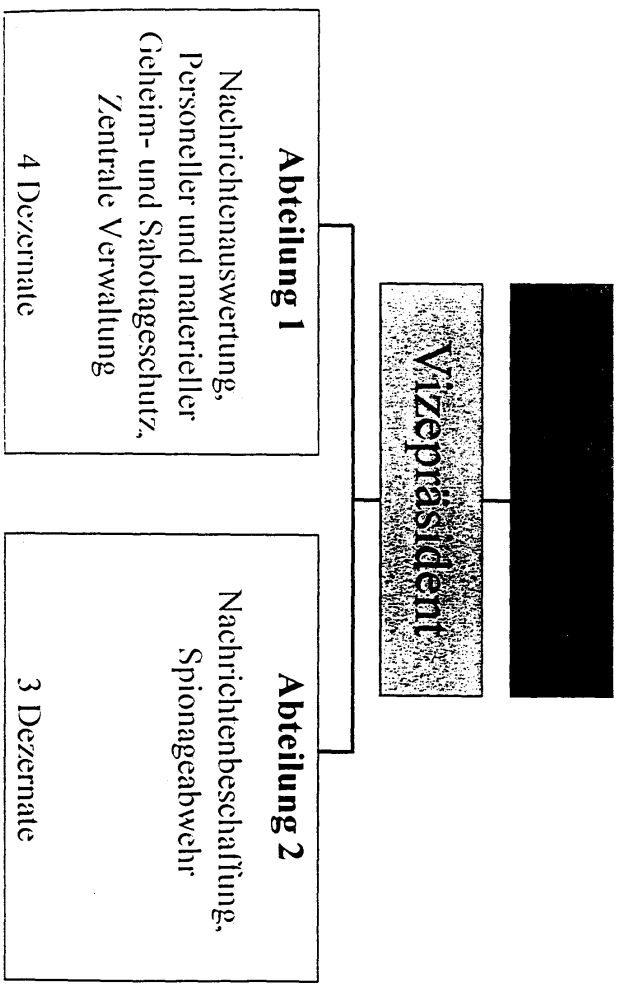 Vizepräsident
Abteilung 1
Nachrichtenauswertung,
Personeller und materieller
Geheim- und Sabotageschutz,
Zentrale Verwaltung
4 Dezernate
Abteilung 2
Nachrichtenbeschaffung,
Spionageabwehr
3 Dezernate